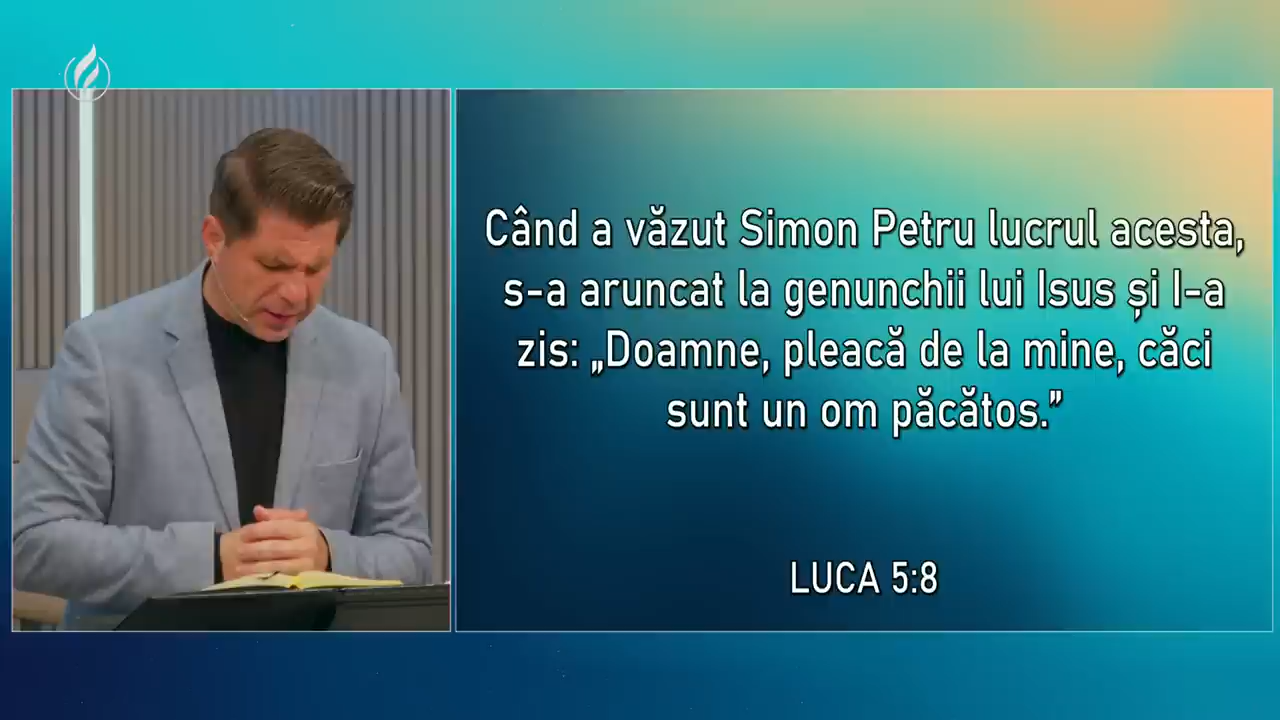 Când a văzut Simon Petru lucrul acesta,
s-a aruncat la genunchii lui Isus și I-a
zis: „Doamne, pleacă de la mine, căci
sunt un om păcătos.”
LUCA 5:8